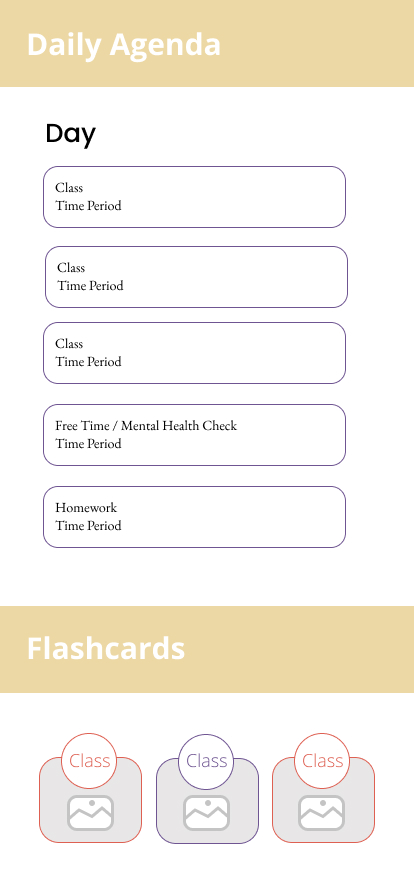 Daily Agenda
Day
Class
Time Period
Class
Time Period
Class
Time Period
Free Time / Mental Health Check
Time Period
Homework
Time Period
Flashcards
Class
Class
Class